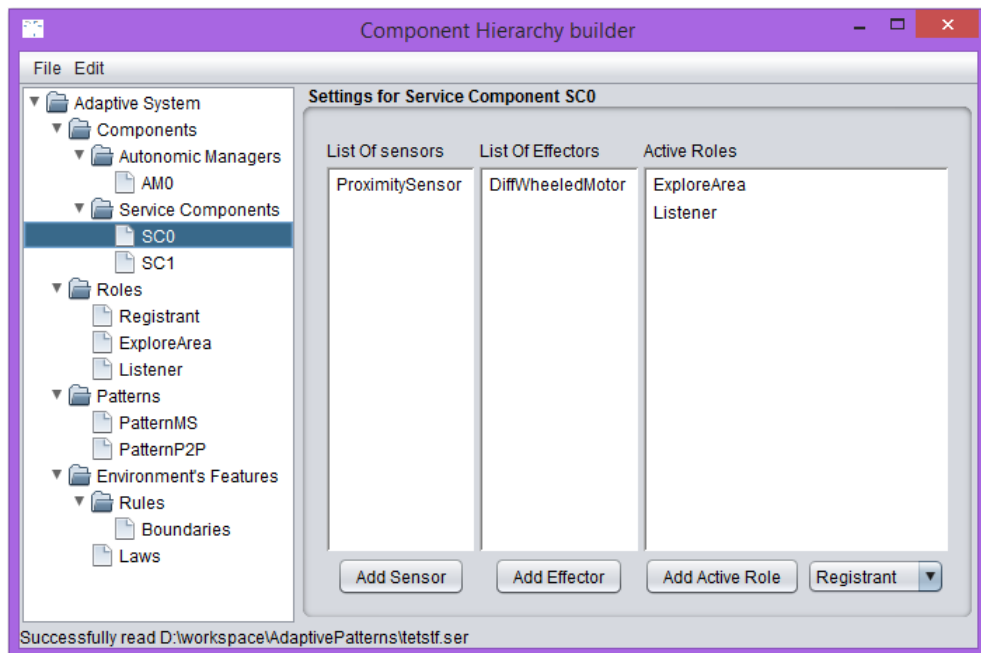 Component Hierarchy builder
File Edit
Adaptive System
Components
Autonomic Managers
AM0
Service Components
SC0
SC1
Roles
Registrant
ExploreArea
Listener
Patterns
PatternMS
PatternP2P
Environment's Features
Rules
Boundaries
Laws
Settings for Service Component SC0
List Of sensors List Of Effectors Active Roles
ProximitySensor DiffWheeledMotor ExploreArea
Listener
Add Sensor Add Effector Add Active Role Registrant
Successfully read D:\workspace\AdaptivePatterns\tetstf.ser